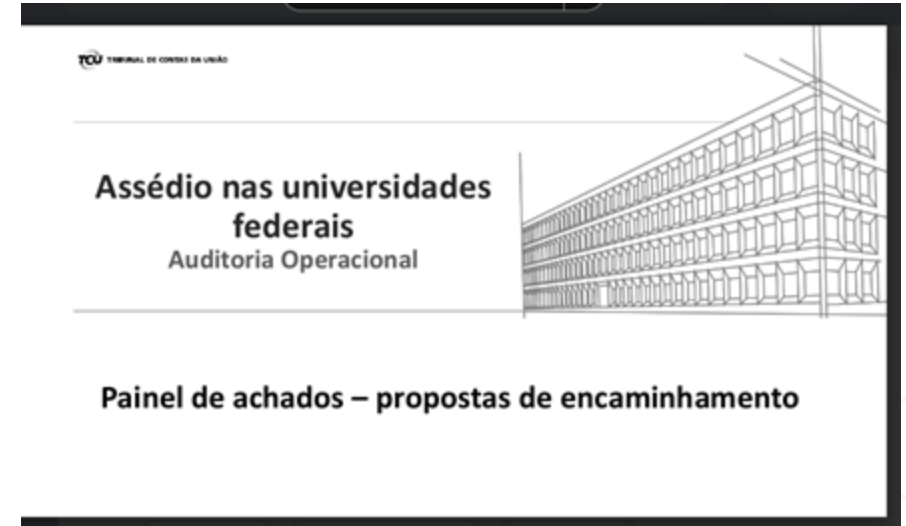 TCU TRIBUNAL DE CONTAS DA UNIÃO
Assédio nas universidades
federais
Auditoria Operacional
Painel de achados – propostas de encaminhamento